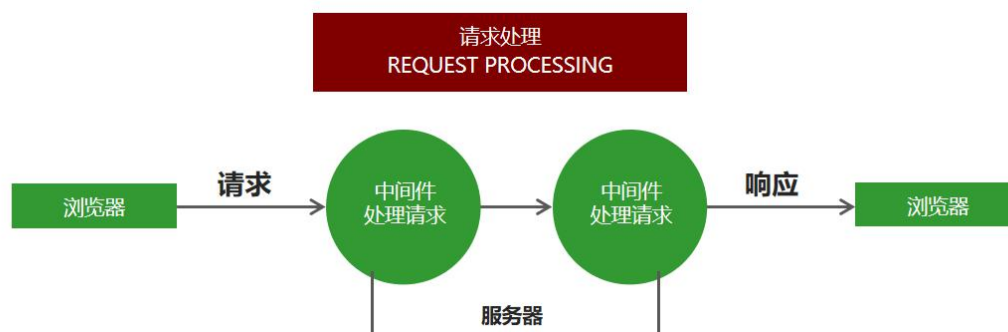 请求处理
REQUEST PROCESSING
浏览器
请求
中间件
处理请求
中间件
处理请求
响应
浏览器
服务器